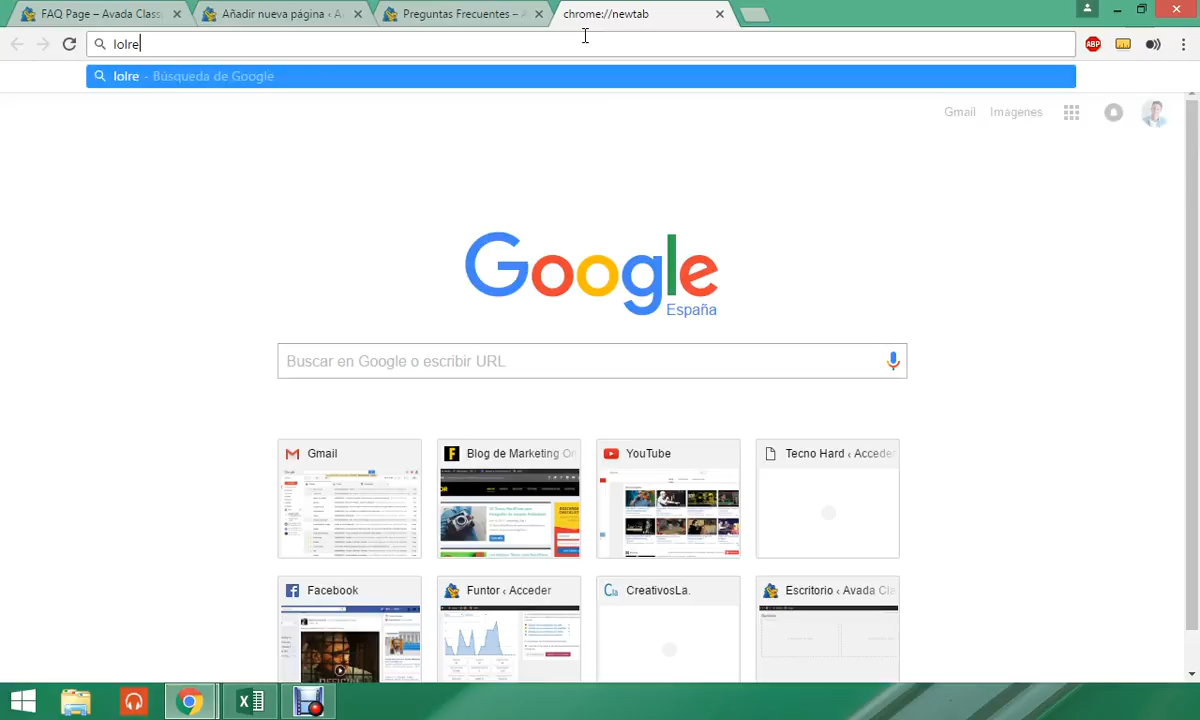 FAQ Page – Avada Class
Añadir nueva página ‹ A
Preguntas Frecuentes – A
chrome://newtab
lolre
ABP
lolre - Búsqueda de Google
Gmail Imágenes
Google
España
Buscar en Google o escribir URL
Gmail
Blog de Marketing On
YouTube
Tecno Hard ‹ Acceder
Facebook
Funtor ‹ Acceder
CreativosLa.
Escritorio ‹ Avada Cla